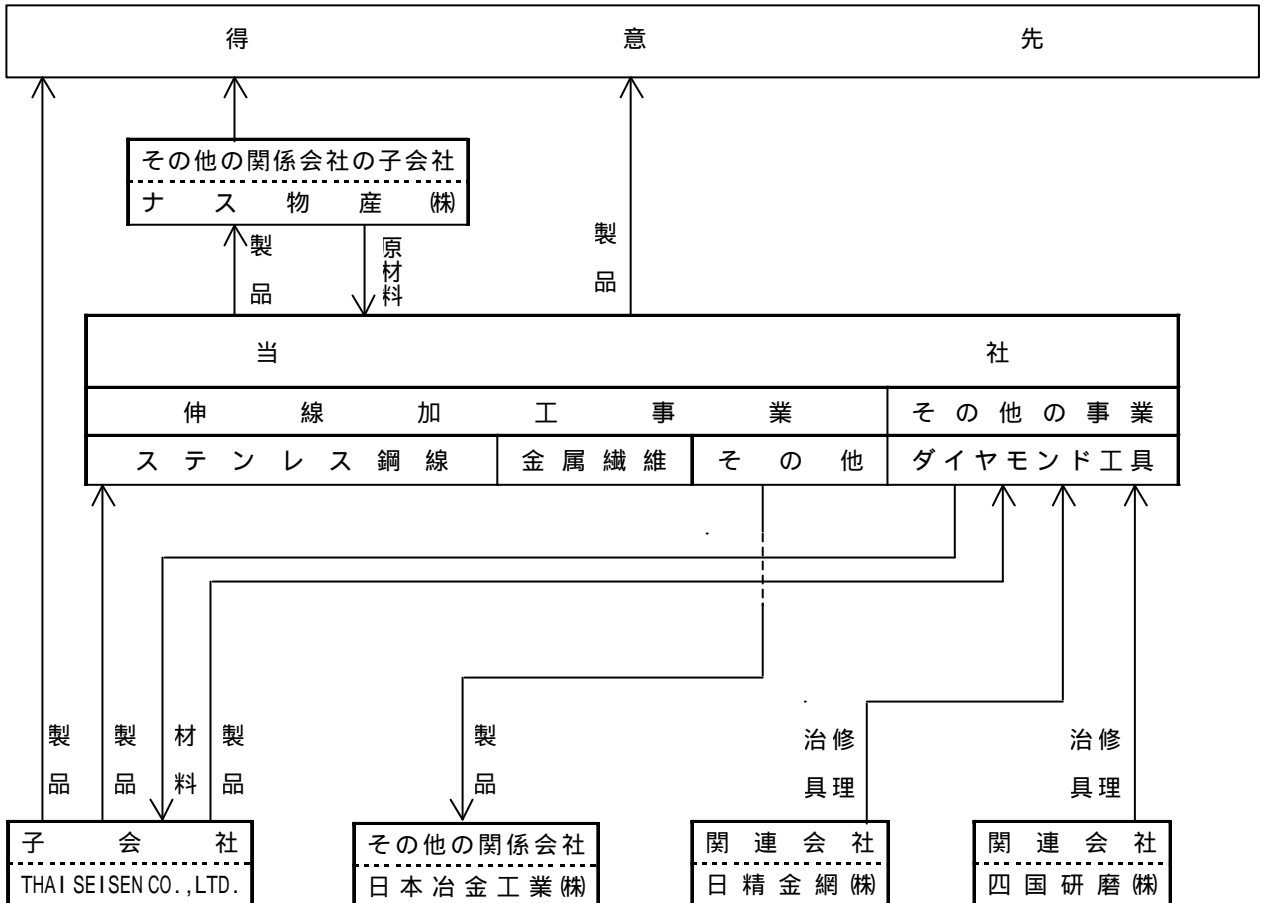 得意先
その他の関係会社の子会社
ナス物産㈱
製品
原材料
製品
当社
伸線加工事業
その他の事業
ステンレス鋼線
金属繊維
その他
ダイヤモンド工具
製品
製品
材料
製品
製品
治具
修理
治具
修理
子会社
THAI SEISEN CO.,LTD.
その他の関係会社
日本冶金工業㈱
関連会社
日精金網㈱
関連会社
四国研磨㈱